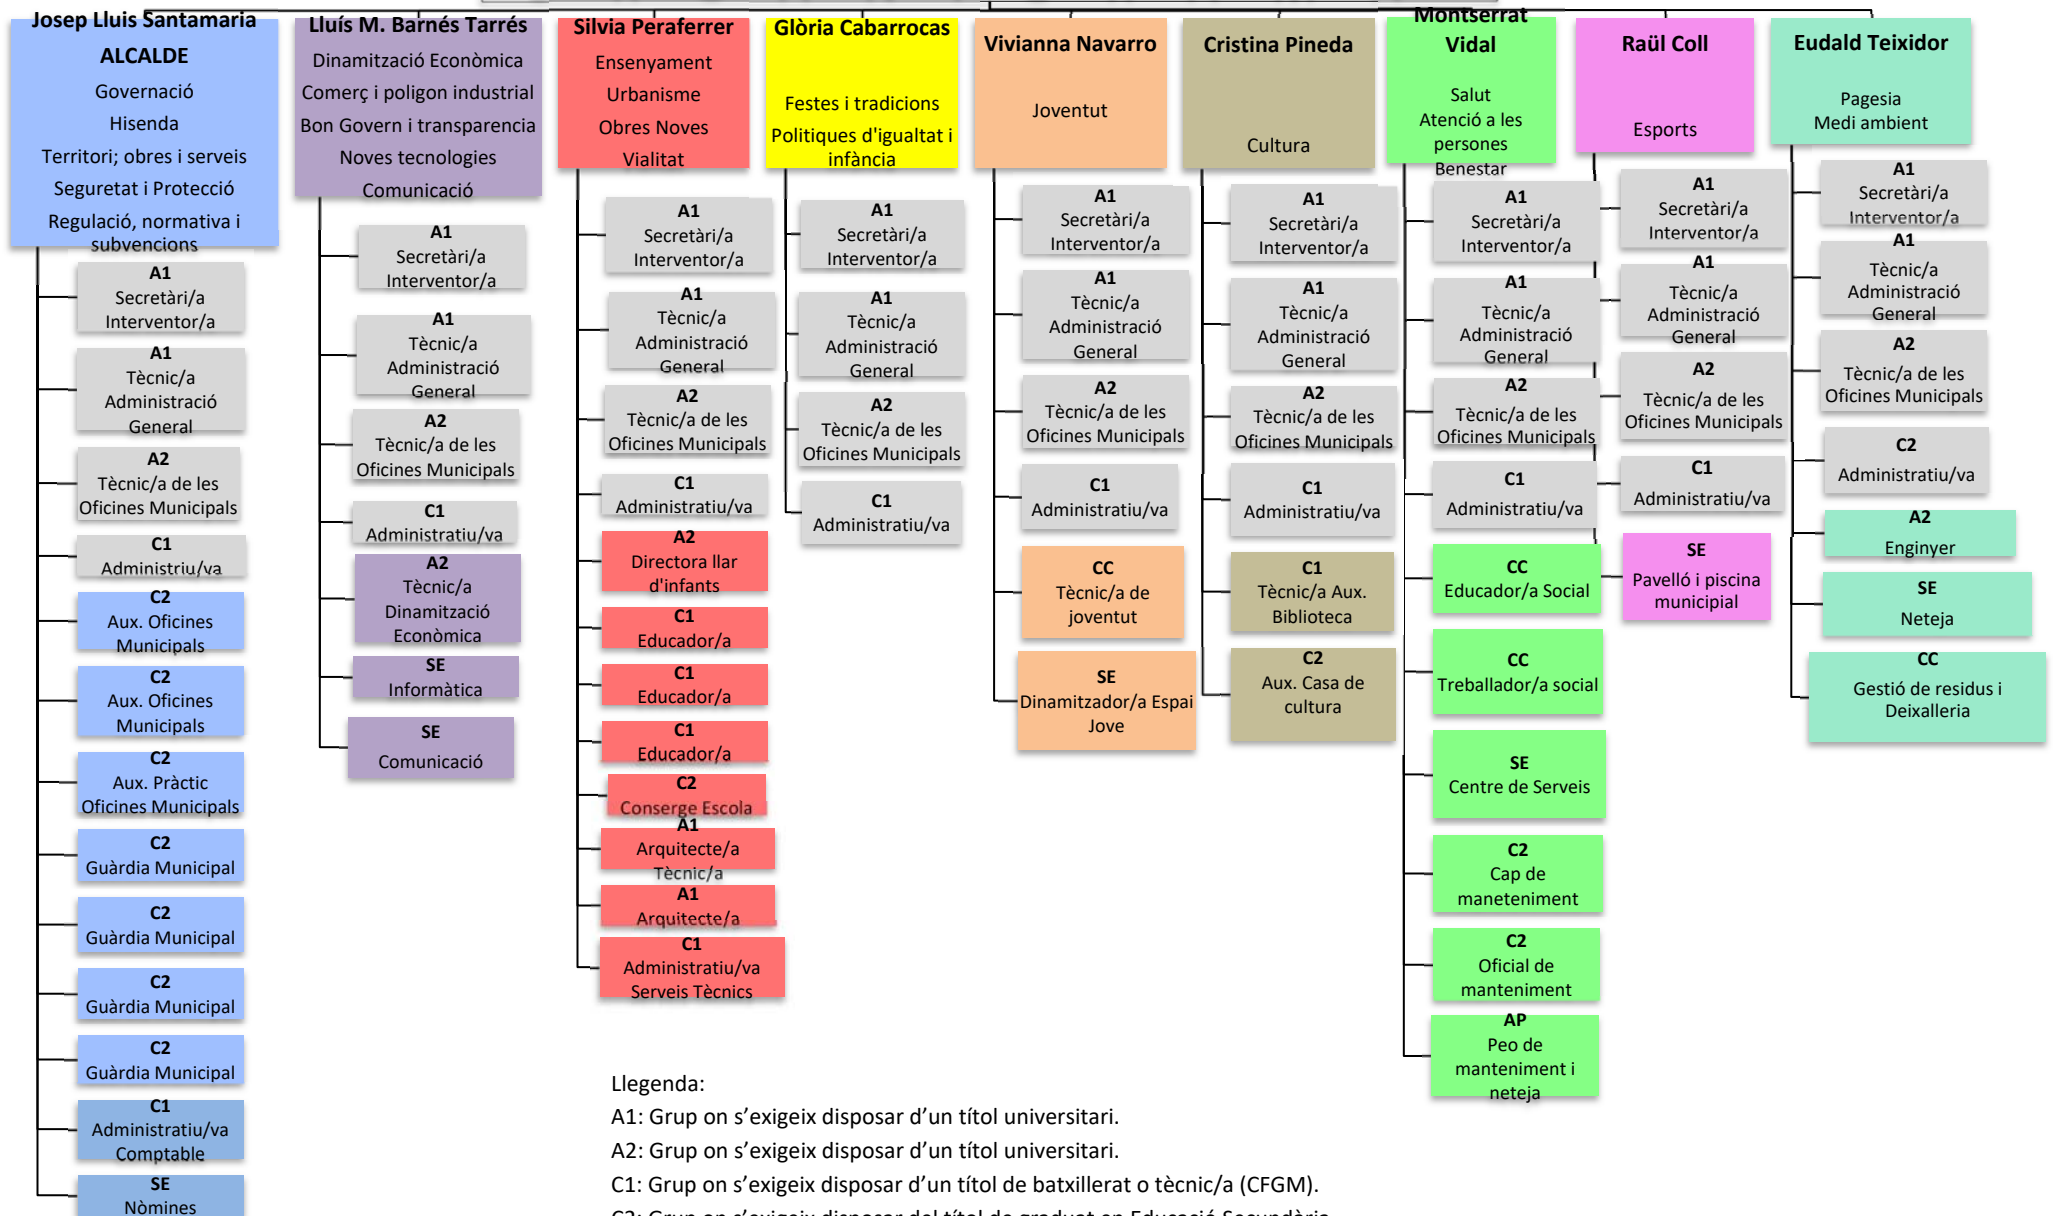 Josep Lluis Santamaria
ALCALDE
Governació
Hisenda
Territori; obres i serveis
Seguretat i Protecció
Regulació, normativa i
subvencions
A1
Secretàri/a
Interventor/a
A1
Tècnic/a
Administració
General
A2
Tècnic/a de les
Oficines Municipals
C1
Administriu/va
C2
Aux. Oficines
Municipals
C2
Aux. Oficines
Municipals
C2
Aux. Pràctic
Oficines Municipals
C2
Guàrdia Municipal
C2
Guàrdia Municipal
C2
Guàrdia Municipal
C2
Guàrdia Municipal
C1
Administratiu/va
Comptable
SE
Nòmines
Lluís M. Barnés Tarrés
Dinamització Econòmica
Comerç i poligon industrial
Bon Govern i transparencia
Noves tecnologies
Comunicació
A1
Secretàri/a
Interventor/a
A1
Tècnic/a
Administració
General
A2
Tècnic/a de les
Oficines Municipals
C1
Administratiu/va
A2
Tècnic/a
Dinamització
Econòmica
SE
Informàtica
SE
Comunicació
Silvia Peraferrer
Ensenyament
Urbanisme
Obres Noves
Vialitat
A1
Secretàri/a
Interventor/a
A1
Tècnic/a
Administració
General
A2
Tècnic/a de les
Oficines Municipals
C1
Administratiu/va
A2
Directora llar
d'infants
C1
Educador/a
C1
Educador/a
C1
Educador/a
C2
Conserge Escola
A1
Arquitecte/a
Tècnic/a
A1
Arquitecte/a
C1
Administratiu/va
Serveis Tècnics
Glòria Cabarrocas
Festes i tradicions
Politiques d'igualtat i
infància
A1
Secretàri/a
Interventor/a
A1
Tècnic/a
Administració
General
A2
Tècnic/a de les
Oficines Municipals
C1
Administratiu/va
Vivianna Navarro
Joventut
A1
Secretàri/a
Interventor/a
A1
Tècnic/a
Administració
General
A2
Tècnic/a de les
Oficines Municipals
C1
Administratiu/va
CC
Tècnic/a de
joventut
SE
Dinamitzador/a Espai
Jove
Cristina Pineda
Cultura
A1
Secretàri/a
Interventor/a
A1
Tècnic/a
Administració
General
A2
Tècnic/a de les
Oficines Municipals
C1
Administratiu/va
C1
Tècnic/a Aux.
Biblioteca
C2
Aux. Casa de
cultura
Montserrat
Vidal
Salut
Atenció a les
persones
Benestar
A1
Secretàri/a
Interventor/a
A1
Tècnic/a
Administració
General
A2
Tècnic/a de les
Oficines Municipals
C1
Administratiu/va
CC
Educador/a Social
CC
Treballador/a social
SE
Centre de Serveis
C2
Cap de
maneteniment
C2
Oficial de
manteniment
AP
Peo de
manteniment i
neteja
Raül Coll
Esports
A1
Secretàri/a
Interventor/a
A1
Tècnic/a
Administració
General
A2
Tècnic/a de les
Oficines Municipals
C1
Administratiu/va
SE
Pavelló i piscina
municipial
Eudald Teixidor
Pagesia
Medi ambient
A1
Secretàri/a
Interventor/a
A1
Tècnic/a
Administració
General
A2
Tècnic/a de les
Oficines Municipals
C2
Administratiu/va
A2
Enginyer
SE
Neteja
CC
Gestió de residus i
Deixalleria
Llegenda:
A1: Grup on s’exigeix disposar d’un títol universitari.
A2: Grup on s’exigeix disposar d’un títol universitari.
C1: Grup on s’exigeix disposar d’un títol de batxillerat o tècnic/a (CFGM).
C2: Grup on s’exigeix disposar del títol de graduat en Educació Secundària